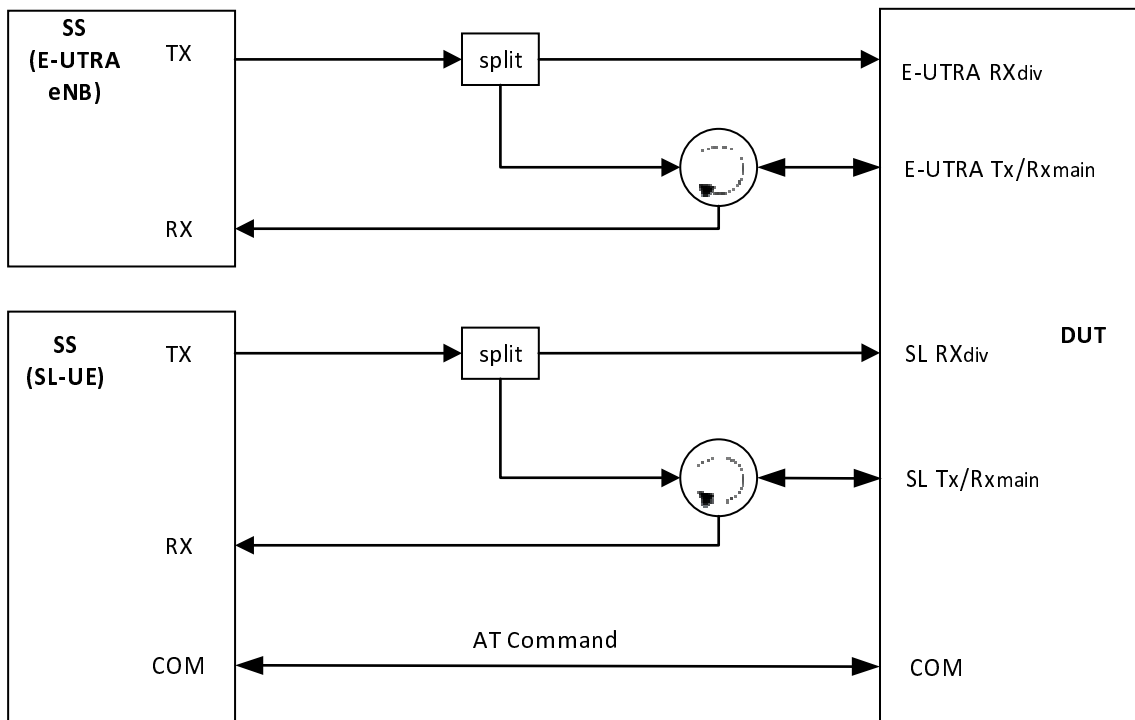 SS
(E-UTRA
eNB)
TX
RX
split
E-UTRA RXdiv
E-UTRA Tx/Rxmain
SS
(SL-UE)
TX
RX
COM
split
AT Command
SL RXdiv
SL Tx/Rxmain
COM
DUT